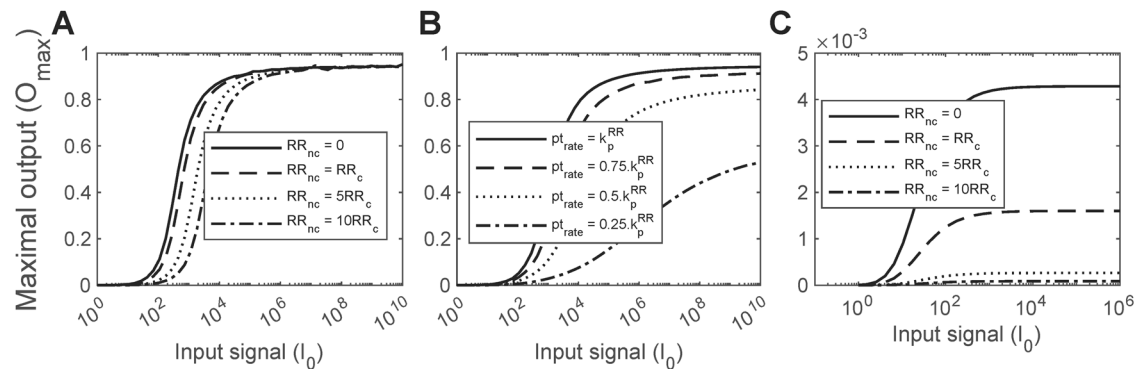 A
B
C
Maximal output (O_max)
1
0.8
0.6
0.4
0.2
0
RR_nc = 0
RR_nc = RR_c
RR_nc = 5RR_c
RR_nc = 10RR_c
10^0 10^2 10^4 10^6 10^8 10^10
Input signal (I_0)
1
0.8
0.6
0.4
0.2
0
pt_rate = k_p^RR
pt_rate = 0.75.k_p^RR
pt_rate = 0.5.k_p^RR
pt_rate = 0.25.k_p^RR
10^0 10^2 10^4 10^6 10^8 10^10
Input signal (I_0)
×10^-3
5
4
3
2
1
0
RR_nc = 0
RR_nc = RR_c
RR_nc = 5RR_c
RR_nc = 10RR_c
10^0 10^2 10^4 10^6
Input signal (I_0)